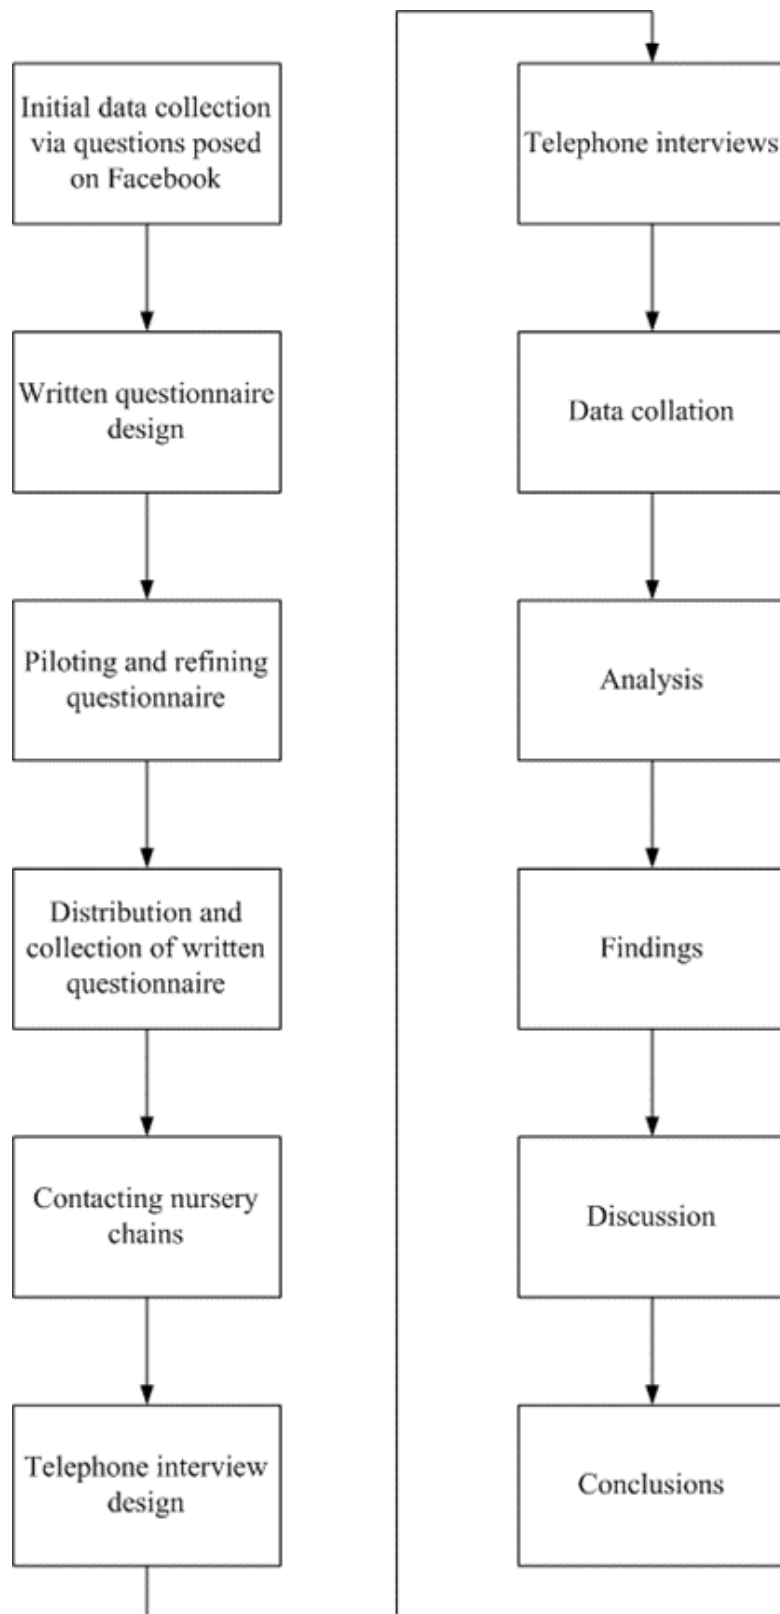 Initial data collection
via questions posed
on Facebook
Written questionnaire
design
Piloting and refining
questionnaire
Distribution and
collection of written
questionnaire
Contacting nursery
chains
Telephone interview
design
Telephone interviews
Data collation
Analysis
Findings
Discussion
Conclusions